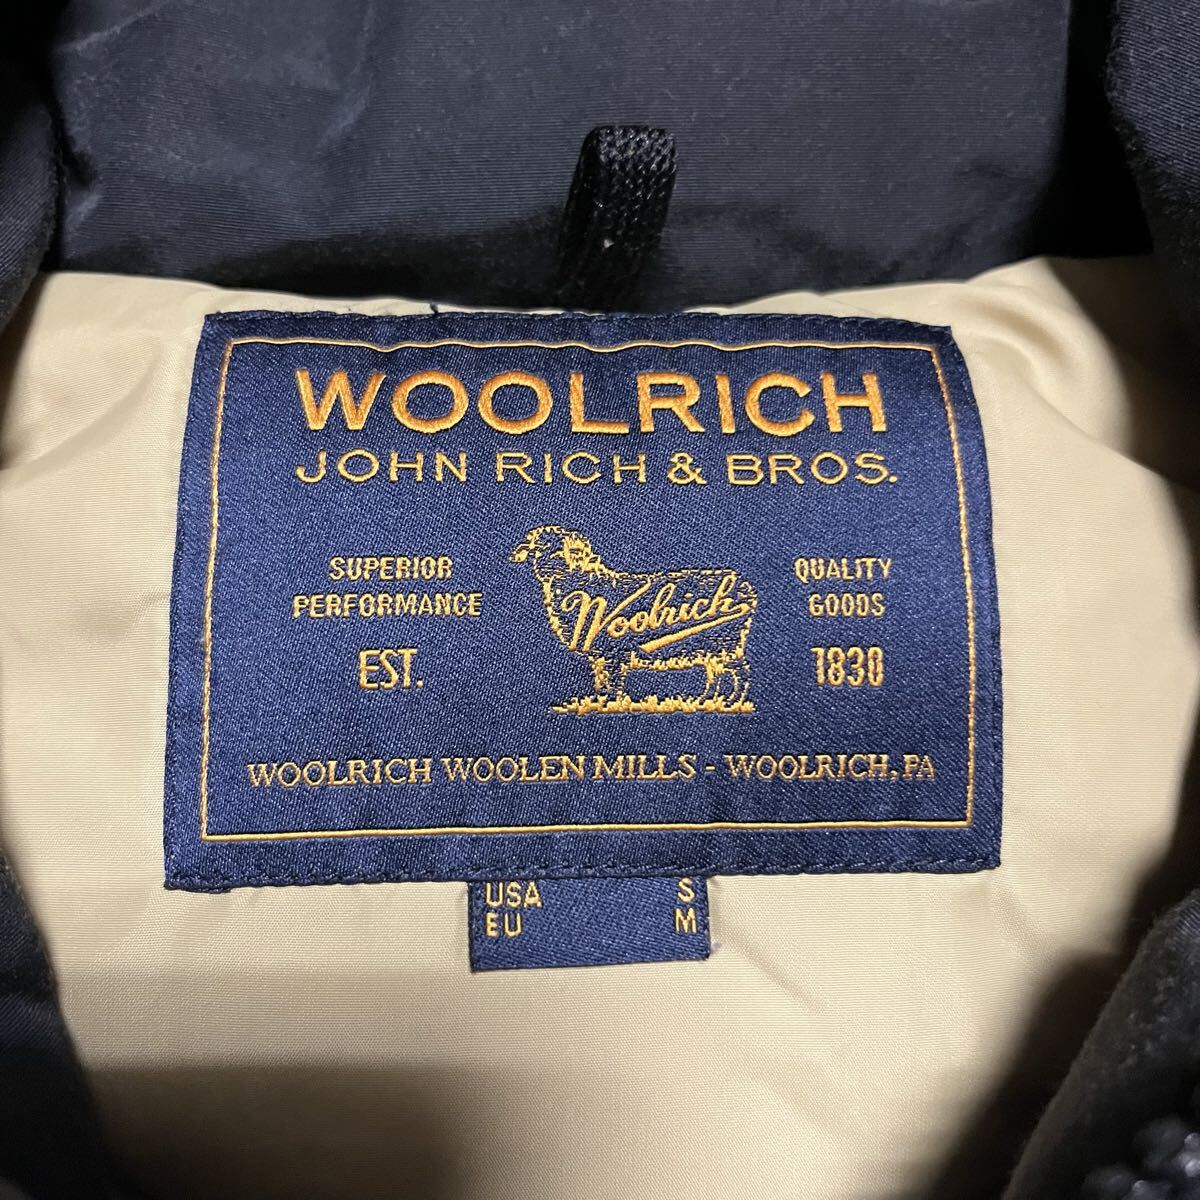 WOOLRICH
JOHN RICH & BROS.
SUPERIOR
PERFORMANCE
EST.
Woolrich
QUALITY
GOODS
1830
WOOLRICH WOOLEN MILLS - WOOLRICH, PA
USA S
EU M